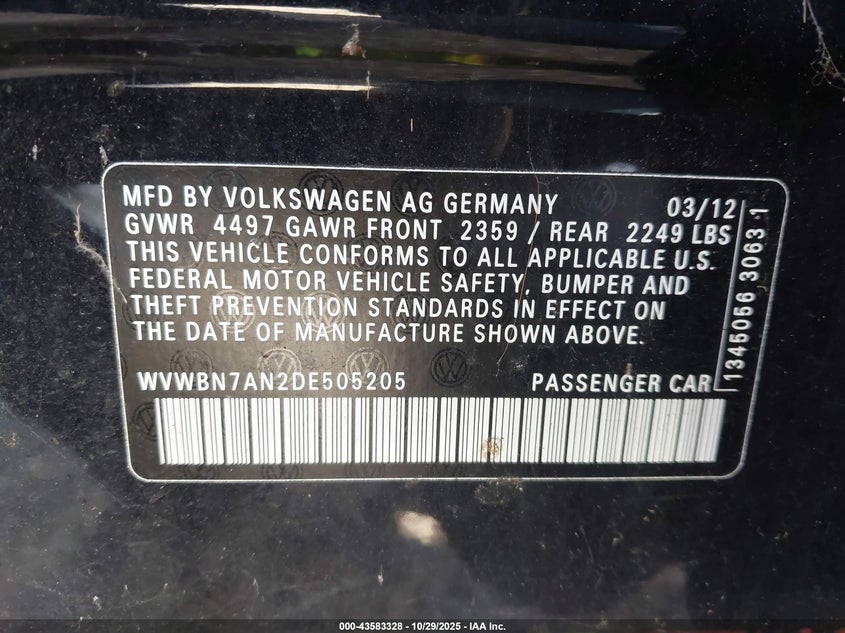 MFD BY VOLKSWAGEN AG GERMANY 03/12
GVWR 4497 GAWR FRONT 2359 / REAR 2249 LBS
THIS VEHICLE CONFORMS TO ALL APPLICABLE U.S.
FEDERAL MOTOR VEHICLE SAFETY, BUMPER AND
THEFT PREVENTION STANDARDS IN EFFECT ON
THE DATE OF MANUFACTURE SHOWN ABOVE.
WVWBN7AN2DE505205 PASSENGER CAR
1345056 3063 1
000-43583328 - 10/29/2025 - IAA Inc.